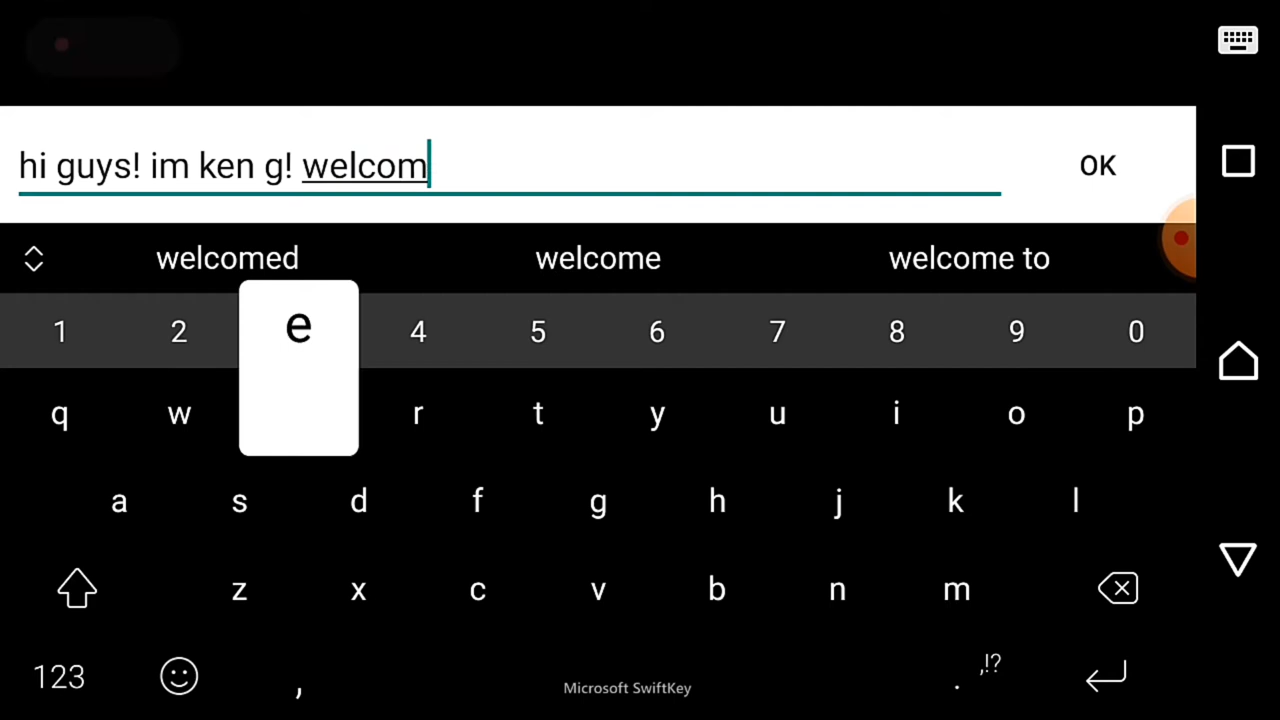 hi guys! im ken g! welcom
OK
welcomed welcome welcome to
1 2 e 4 5 6 7 8 9 0
q w r t y u i o p
a s d f g h j k l
z x c v b n m
123 , Microsoft SwiftKey . ,!?